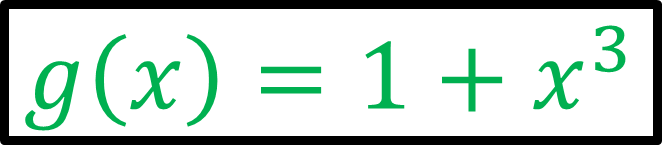 g(x) = 1 + x³